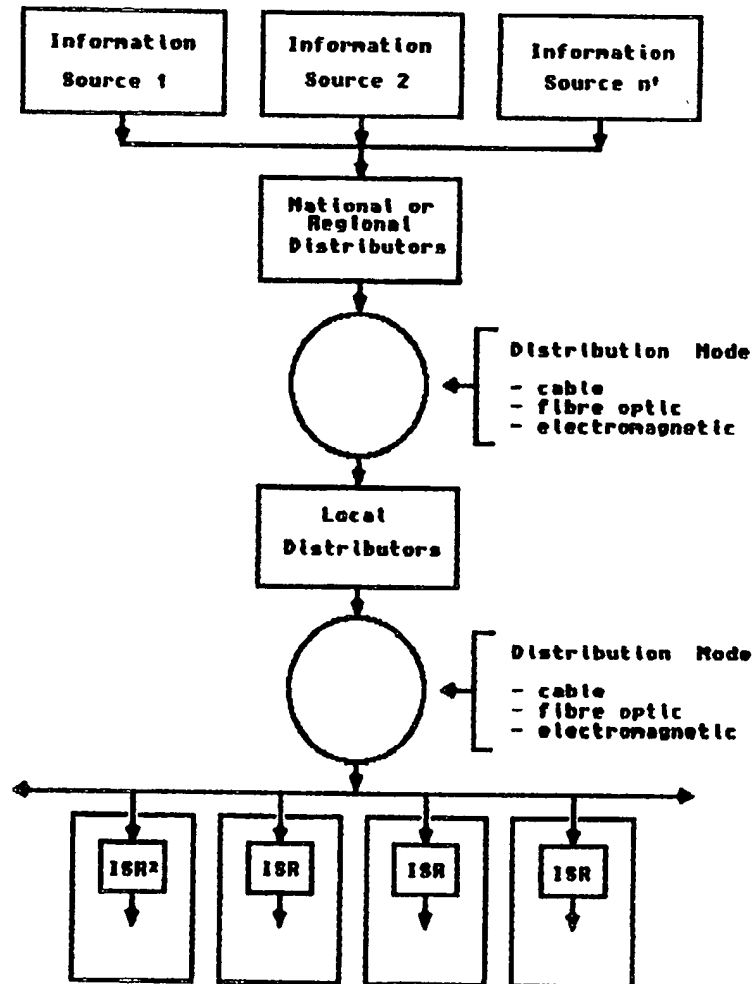 Information
Source 1
Information
Source 2
Information
Source n'
National or
Regional
Distributors
Distribution Mode
- cable
- fibre optic
- electromagnetic
Local
Distributors
Distribution Mode
- cable
- fibre optic
- electromagnetic
ISR²
ISR
ISR
ISR